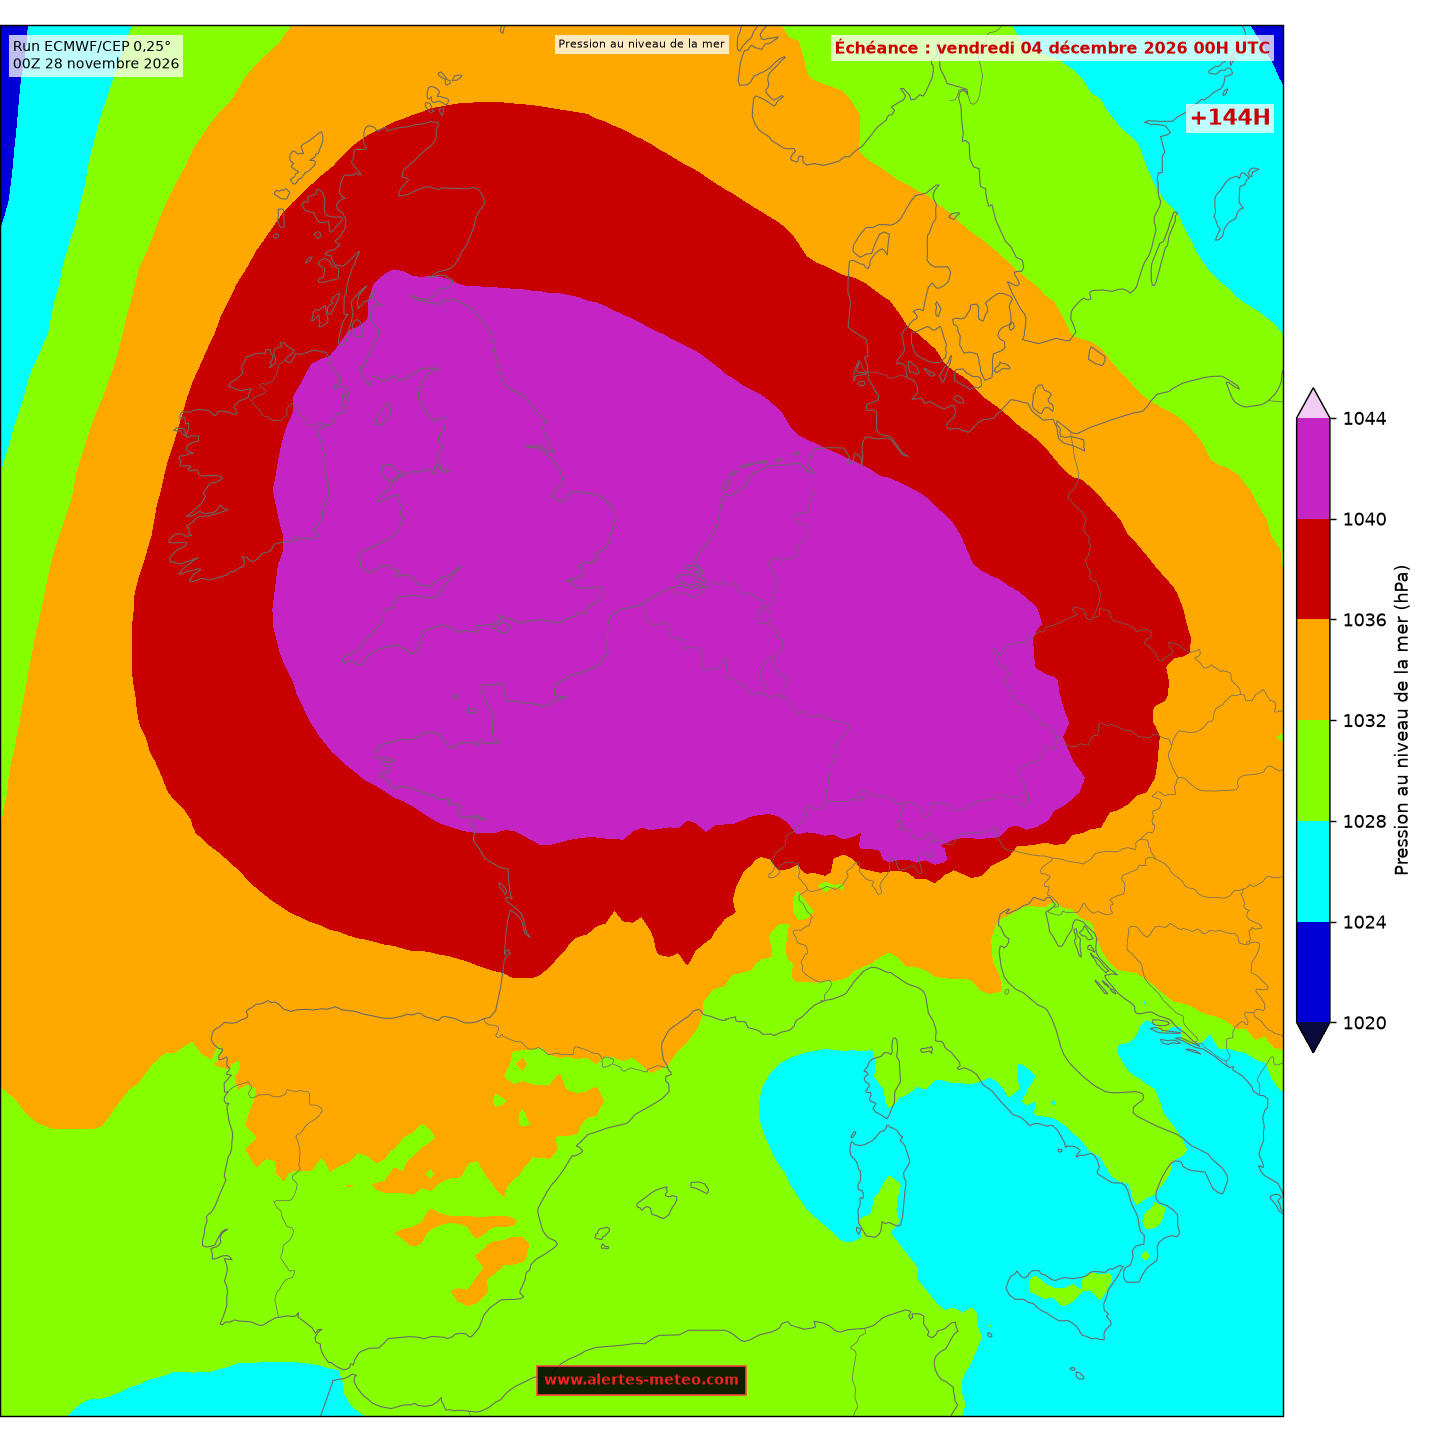 Run ECMWF/CEP 0,25°
00Z 28 novembre 2026
Pression au niveau de la mer
Échéance : vendredi 04 décembre 2026 00H UTC
+144H
1044
1040
1036
1032
1028
1024
1020
Pression au niveau de la mer (hPa)
www.alertes-meteo.com